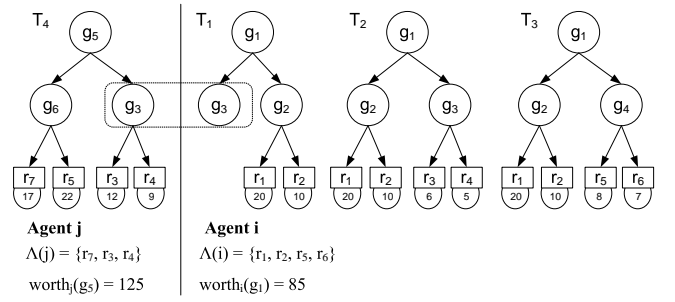 T₄ g₅ T₁ g₁ T₂ g₁ T₃ g₁
g₆ g₃ g₃ g₂ g₂ g₃ g₂ g₄
r₇ r₅ r₃ r₄ r₁ r₂ r₁ r₂ r₃ r₄ r₁ r₂ r₅ r₆
17 22 12 9 20 10 20 10 6 5 20 10 8 7
Agent j Agent i
Λ(j) = {r₇, r₃, r₄} Λ(i) = {r₁, r₂, r₅, r₆}
worthⱼ(g₅) = 125 worthᵢ(g₁) = 85